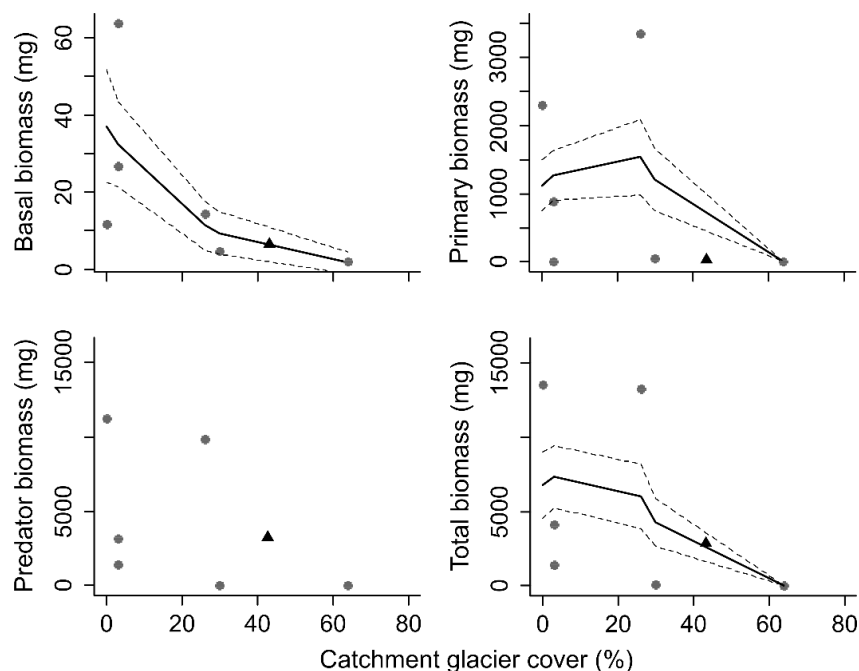 Basal biomass (mg)
0 20 40 60
Primary biomass (mg)
0 1000 2000 3000
Predator biomass (mg)
0 5000 15000
0 20 40 60 80
Total biomass (mg)
0 5000 15000
0 20 40 60 80
Catchment glacier cover (%)